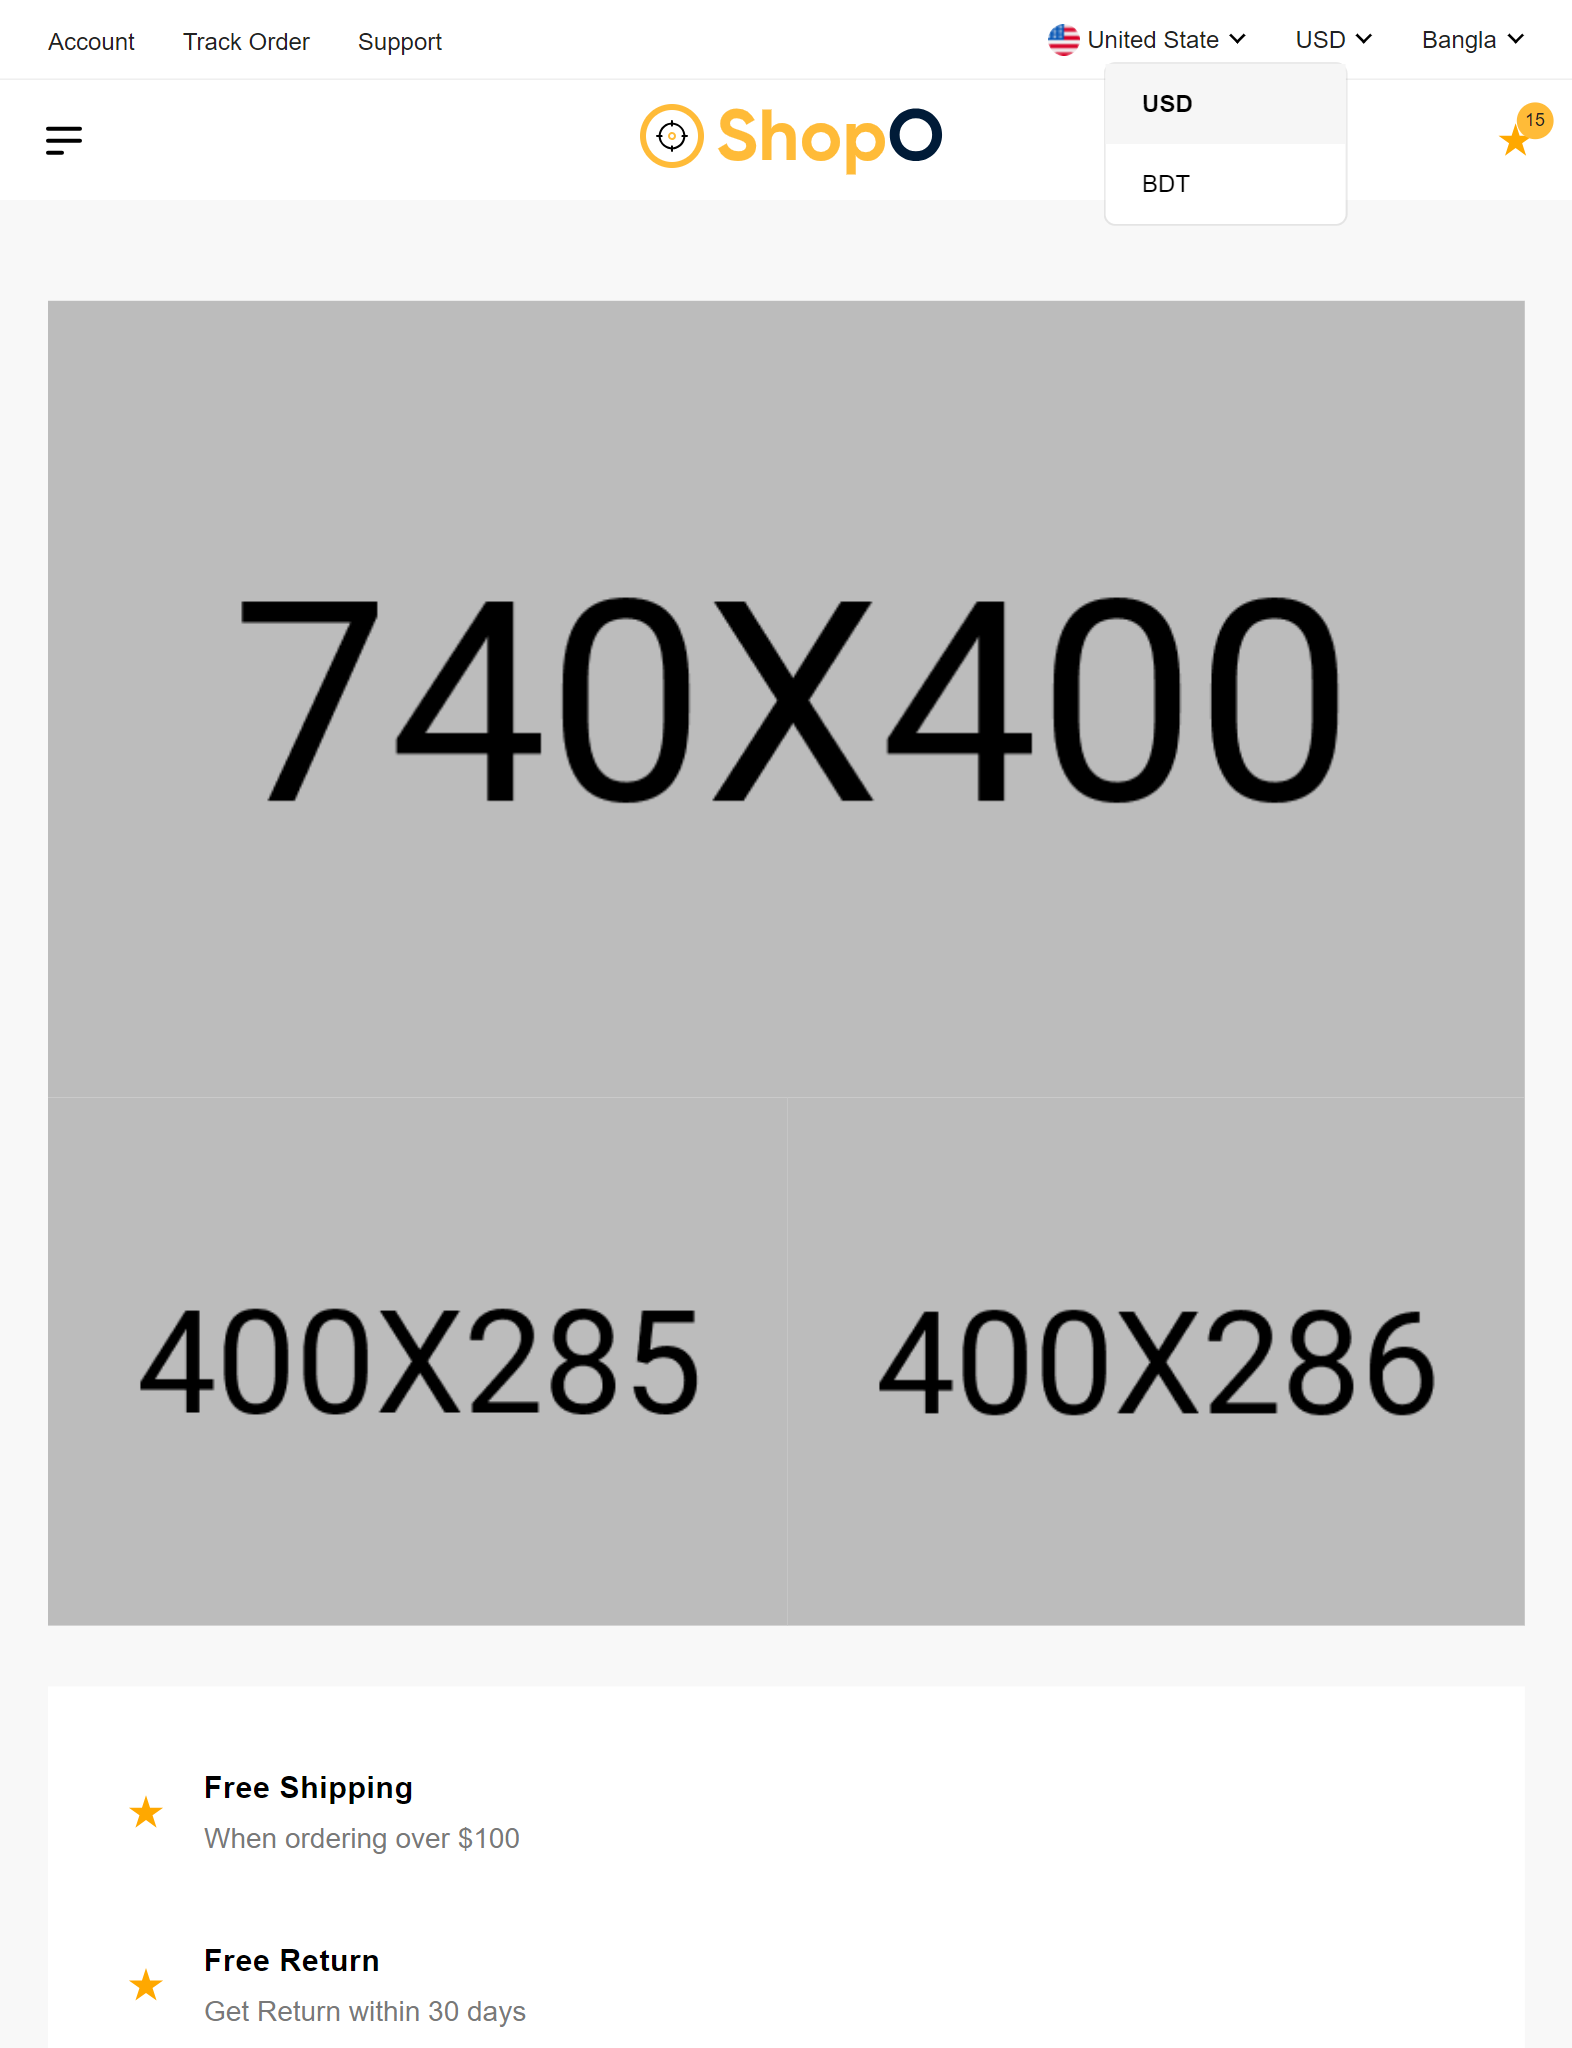 Account Track Order Support United State USD Bangla
USD
BDT
ShopO
15
740X400
400X285 400X286
Free Shipping
When ordering over $100
Free Return
Get Return within 30 days